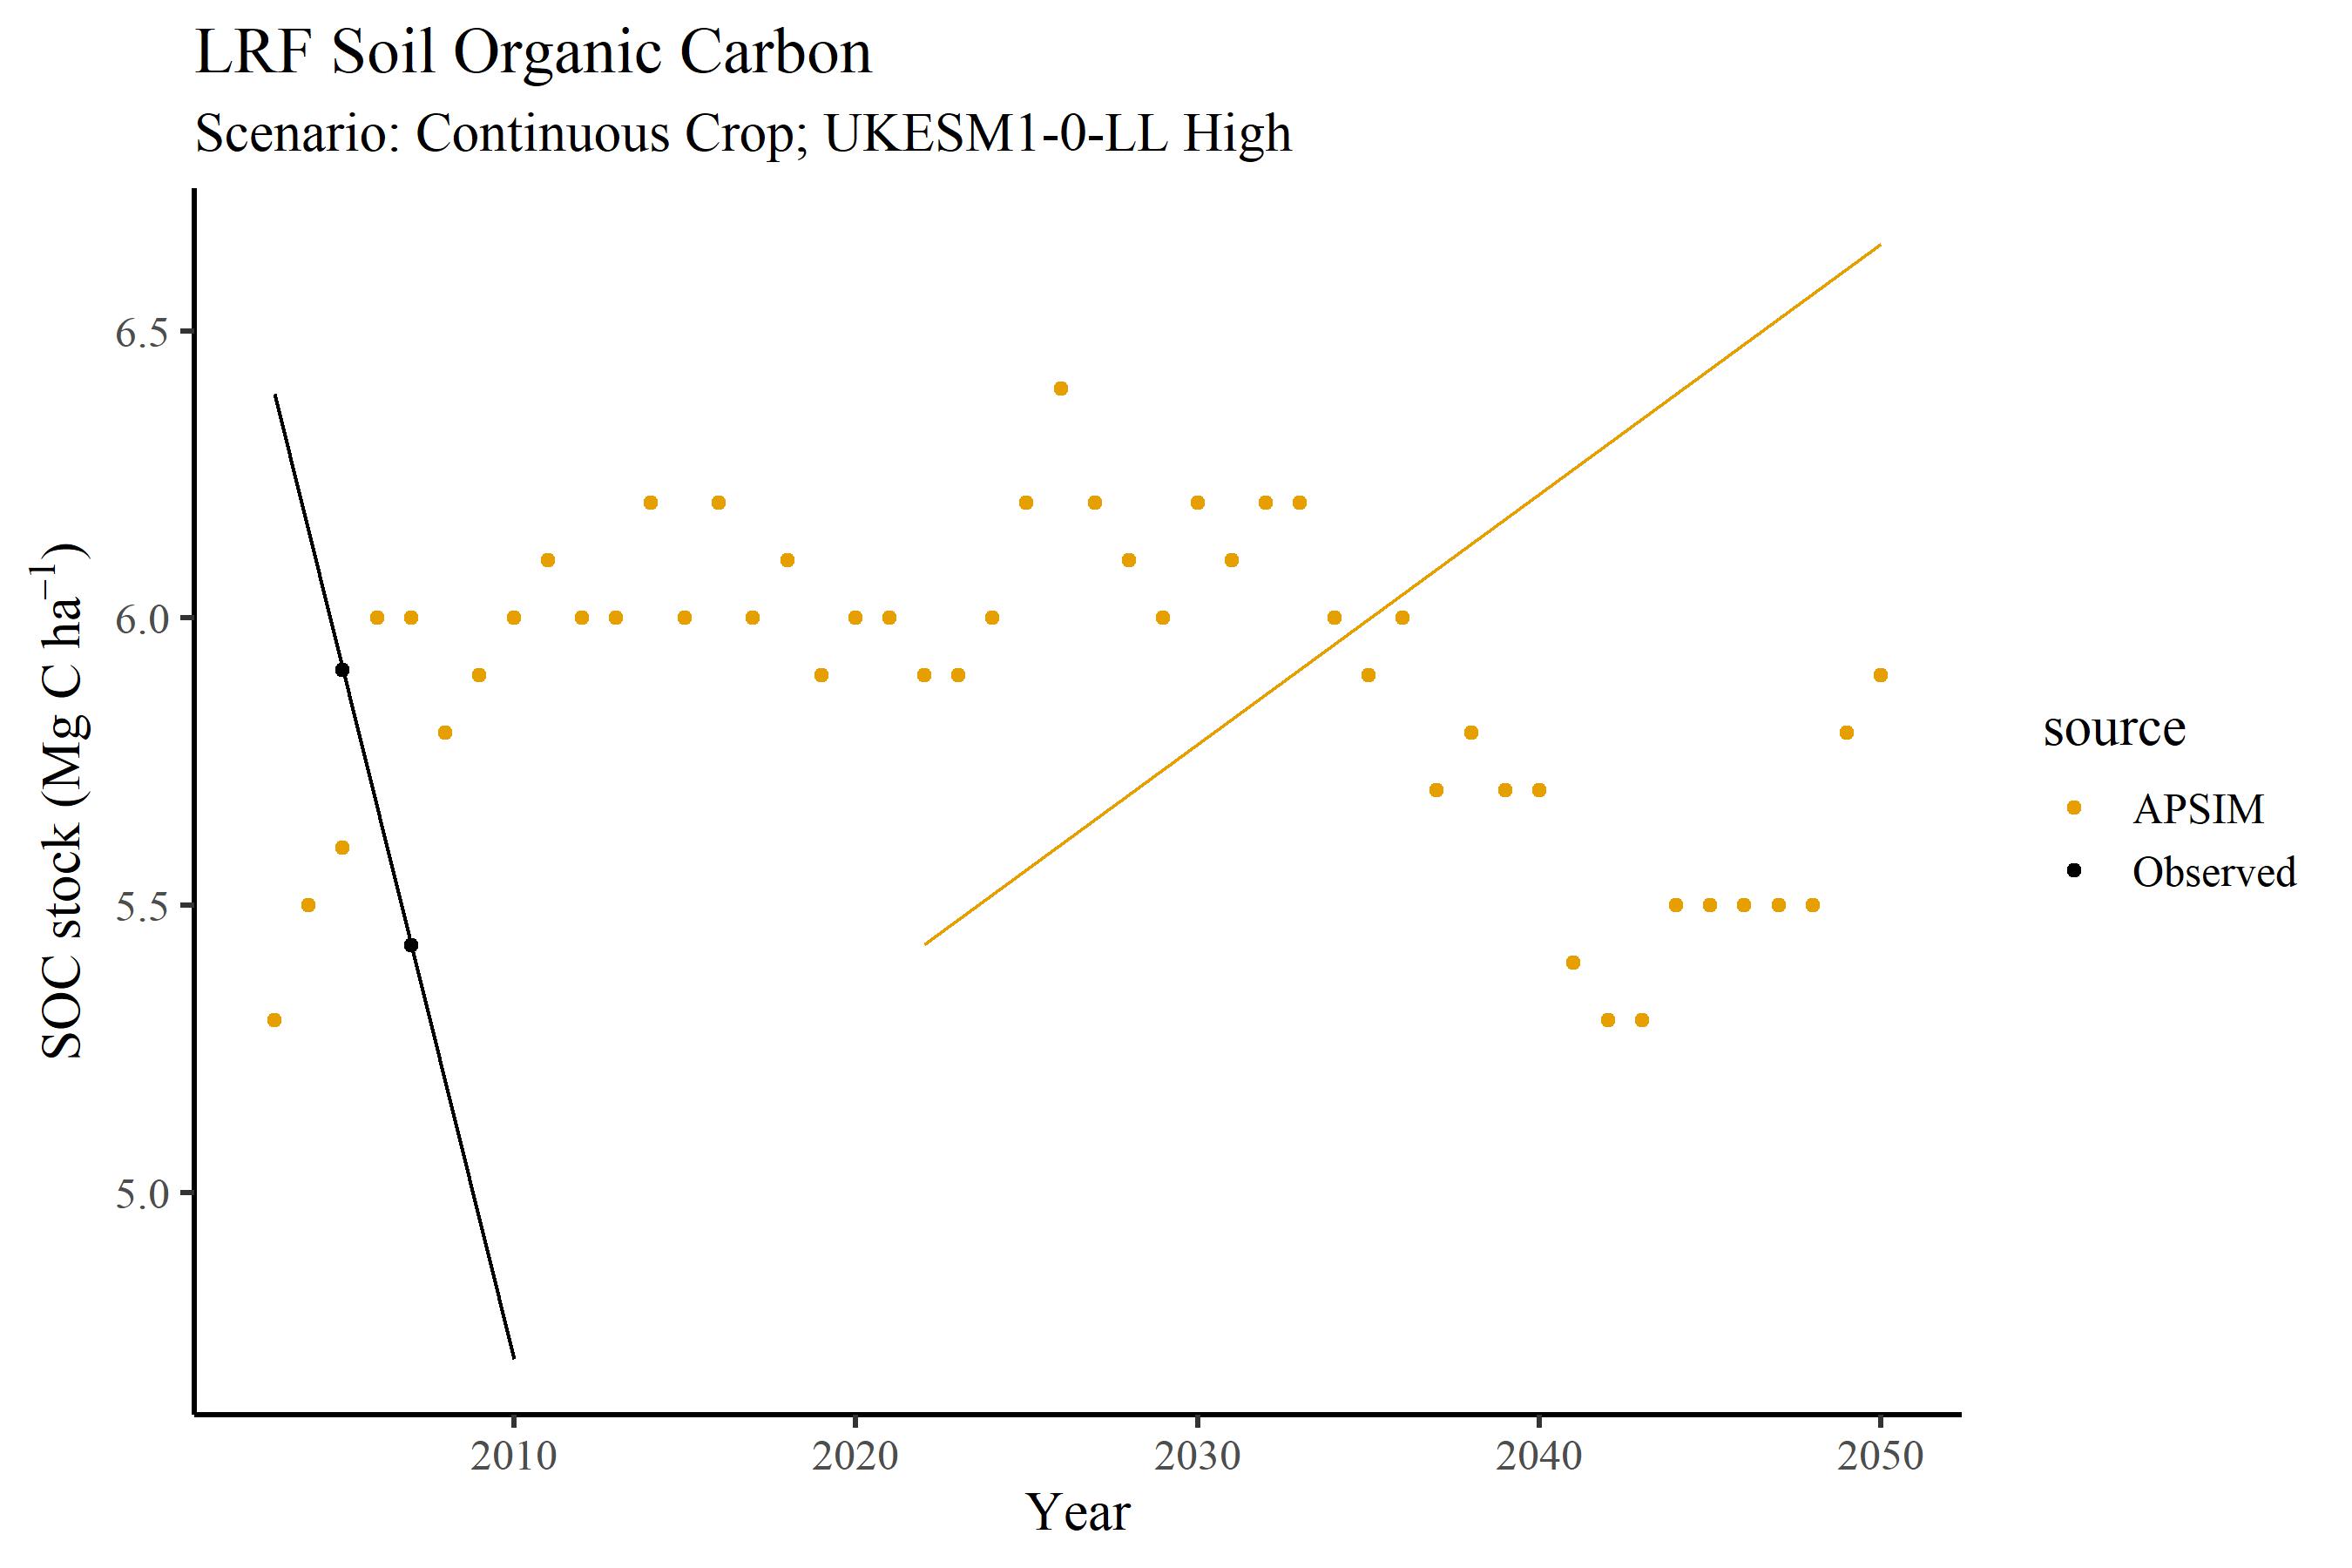 LRF Soil Organic Carbon
Scenario: Continuous Crop; UKESM1-0-LL High
SOC stock (Mg C ha⁻¹)
6.5
6.0
5.5
5.0
2010 2020 2030 2040 2050
Year
source
APSIM
Observed